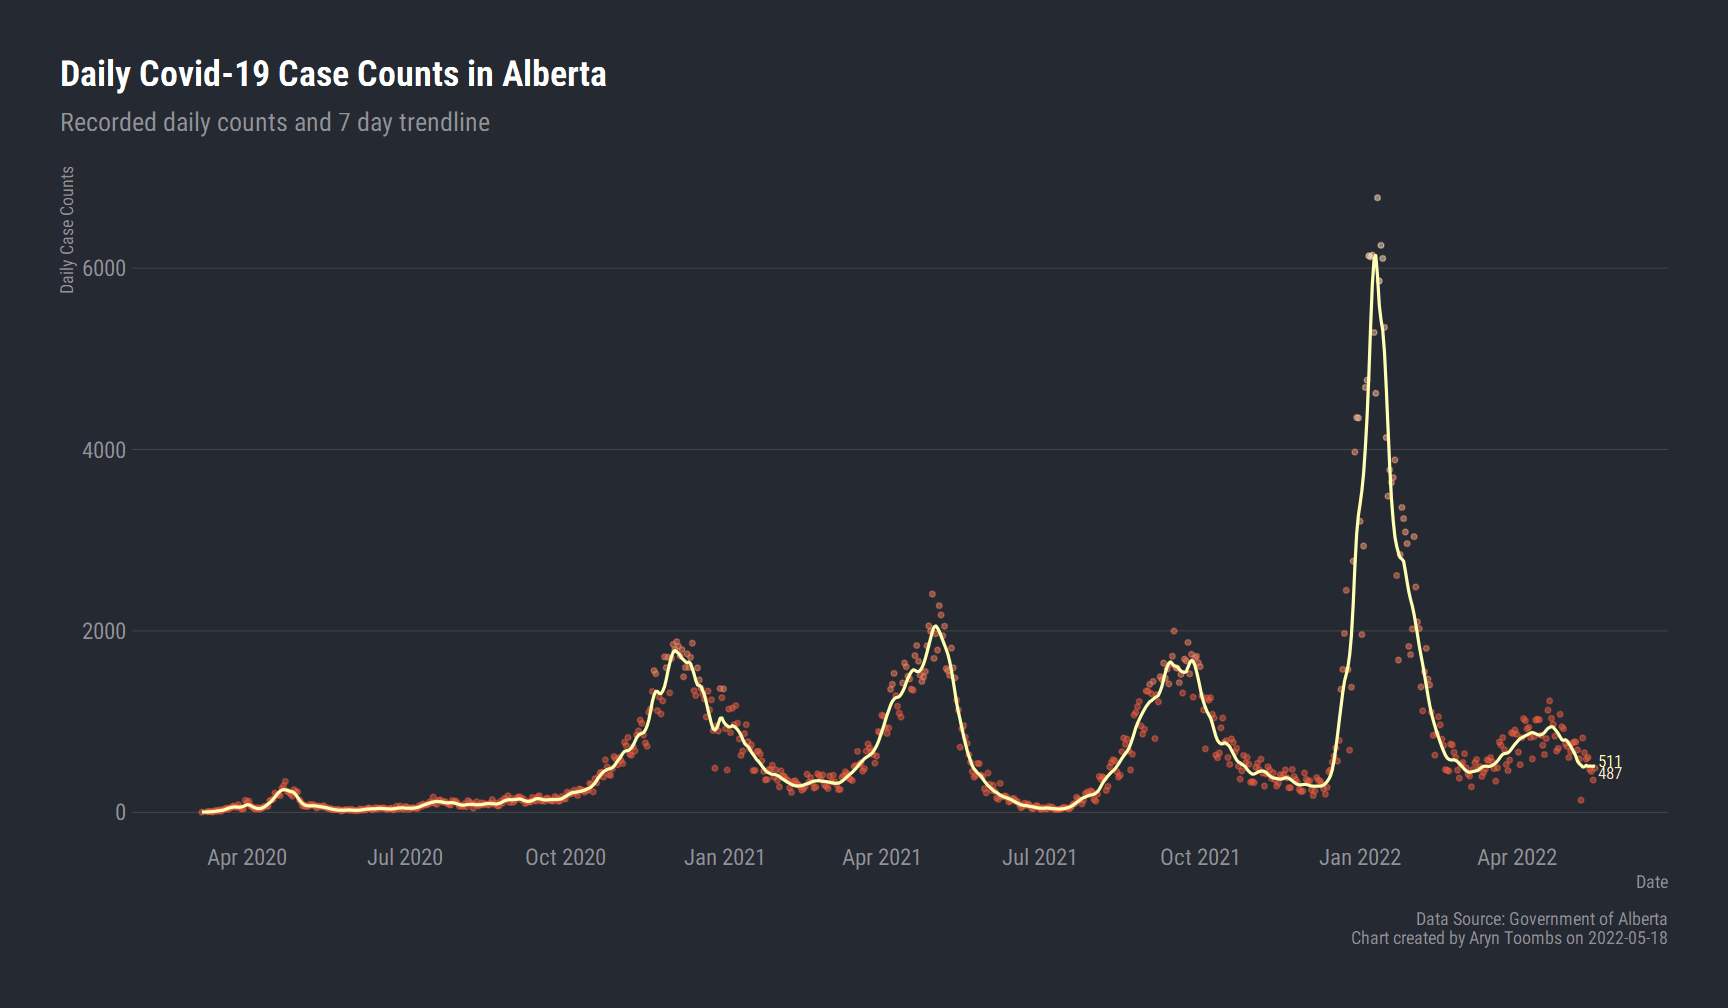 Daily Covid-19 Case Counts in Alberta
Recorded daily counts and 7 day trendline
Daily Case Counts
6000
4000
2000
0
511
487
Apr 2020
Jul 2020
Oct 2020
Jan 2021
Apr 2021
Jul 2021
Oct 2021
Jan 2022
Apr 2022
Date
Data Source: Government of Alberta
Chart created by Aryn Toombs on 2022-05-18